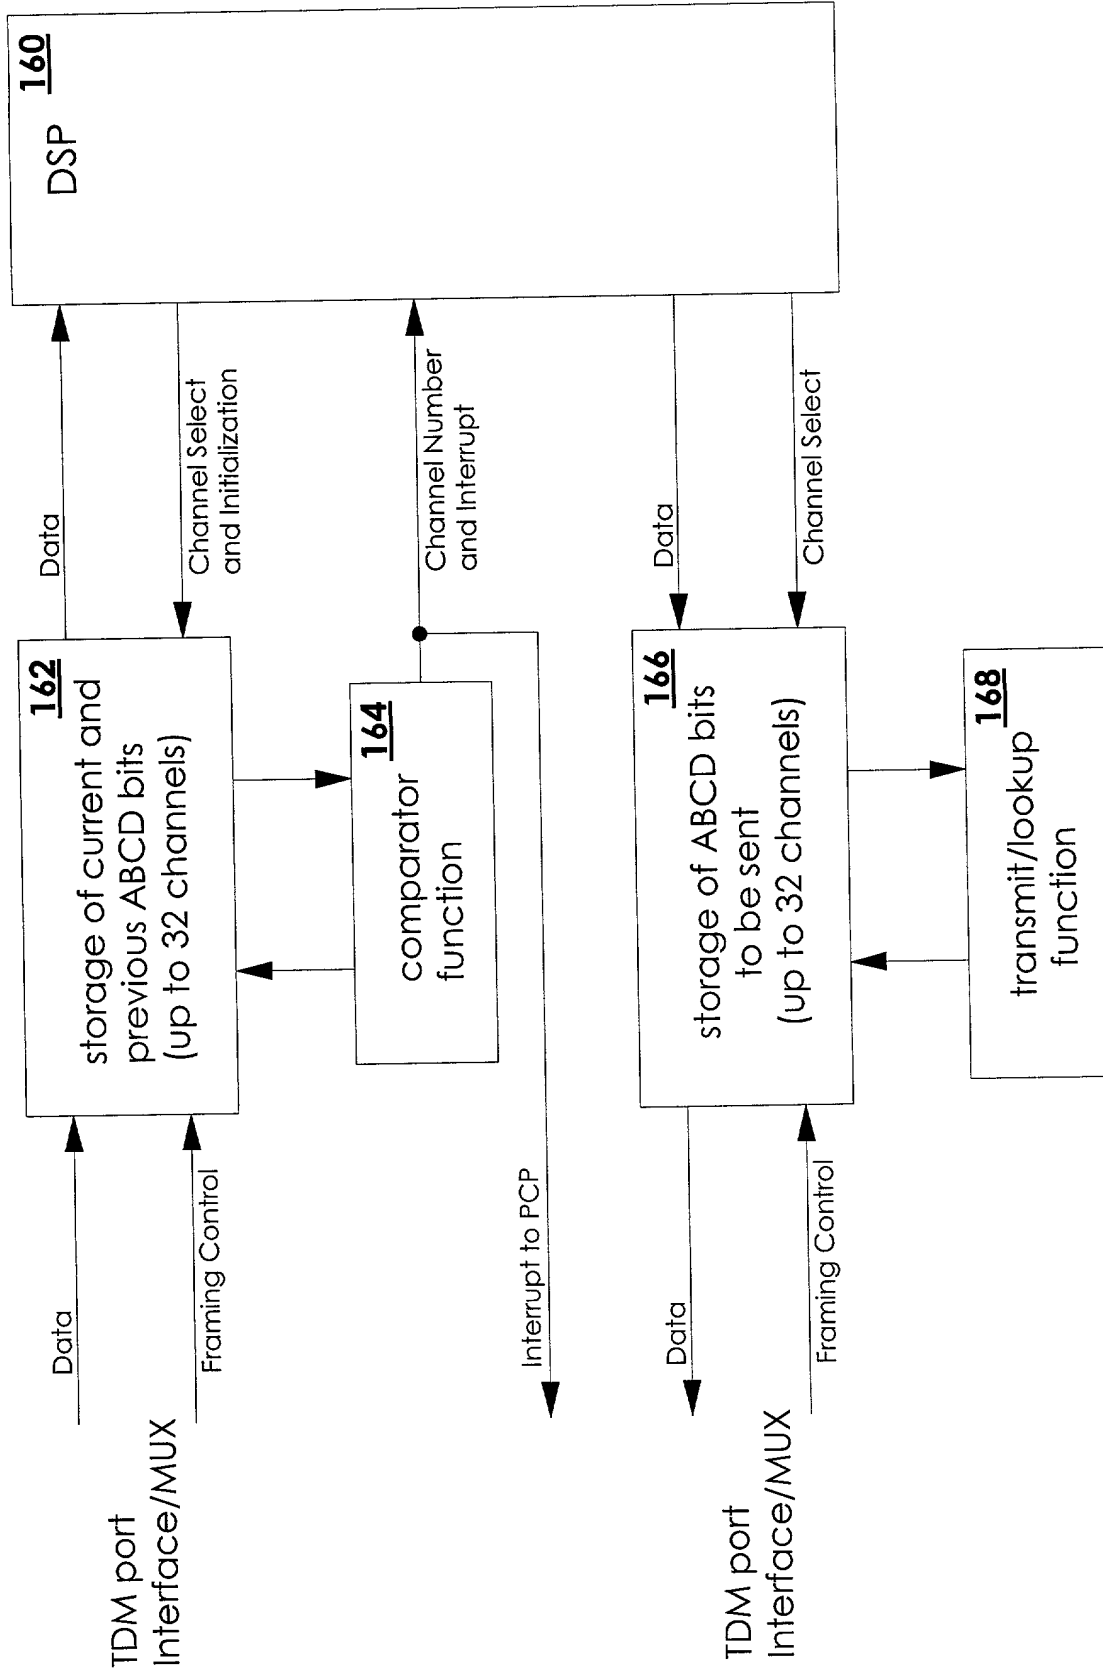 TDM port
Interface/MUX
Data
Framing Control
162
storage of current and
previous ABCD bits
(up to 32 channels)
Data
Channel Select
and Initialization
160
DSP
164
comparator
function
Channel Number
and Interrupt
Interrupt to PCP
TDM port
Interface/MUX
Data
Framing Control
166
storage of ABCD bits
to be sent
(up to 32 channels)
Data
Channel Select
168
transmit/lookup
function